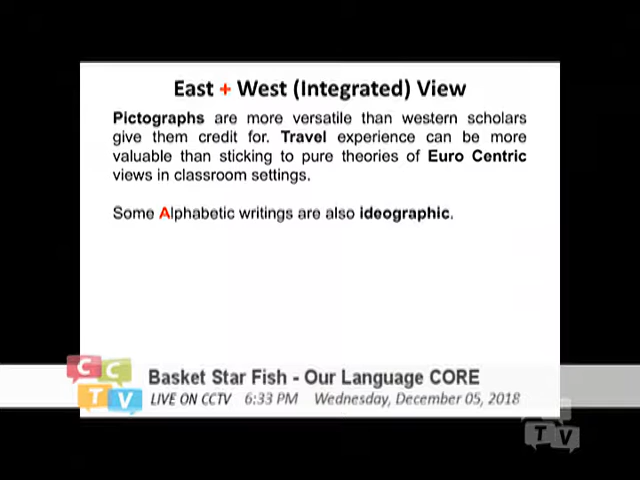 East + West (Integrated) View
Pictographs are more versatile than western scholars
give them credit for. Travel experience can be more
valuable than sticking to pure theories of Euro Centric
views in classroom settings.
Some Alphabetic writings are also ideographic.
CC
TV
Basket Star Fish - Our Language CORE
LIVE ON CCTV 6:33 PM Wednesday, December 05, 2018
TV